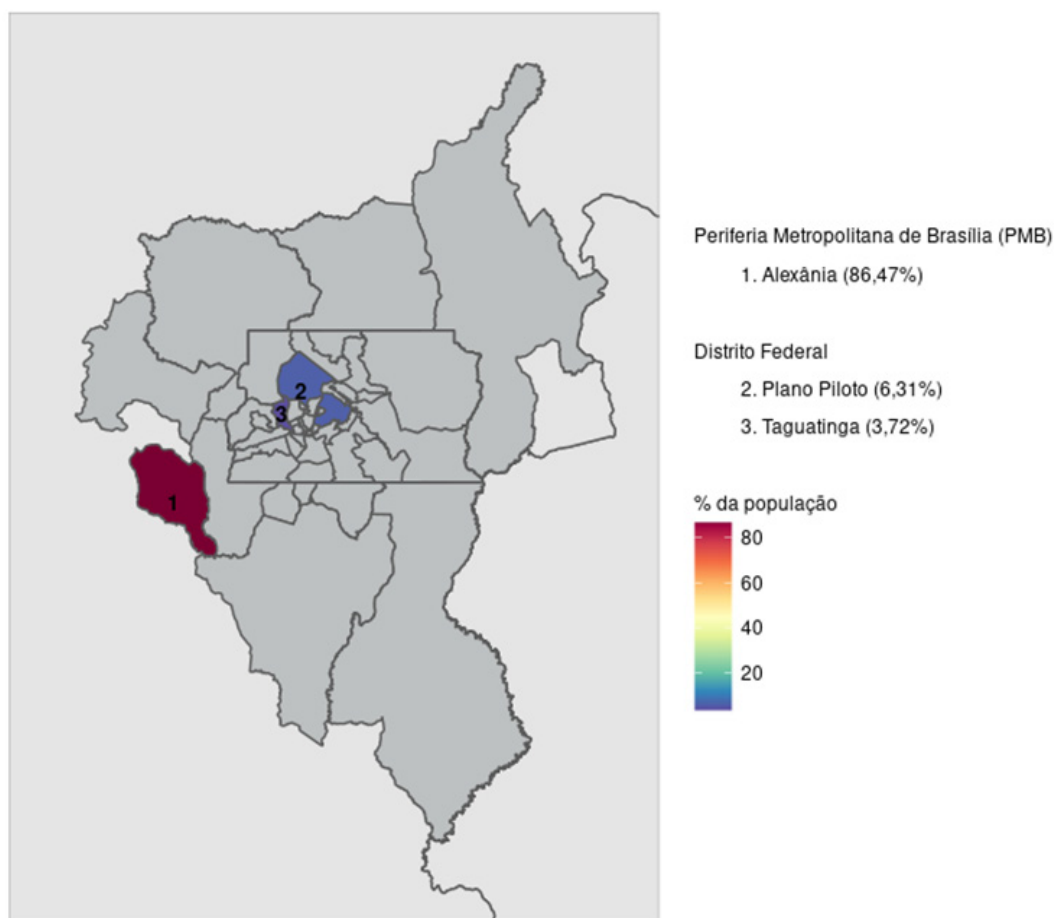 Periferia Metropolitana de Brasília (PMB)
1. Alexânia (86,47%)
Distrito Federal
2. Plano Piloto (6,31%)
3. Taguatinga (3,72%)
% da população
80
60
40
20
2
3
1